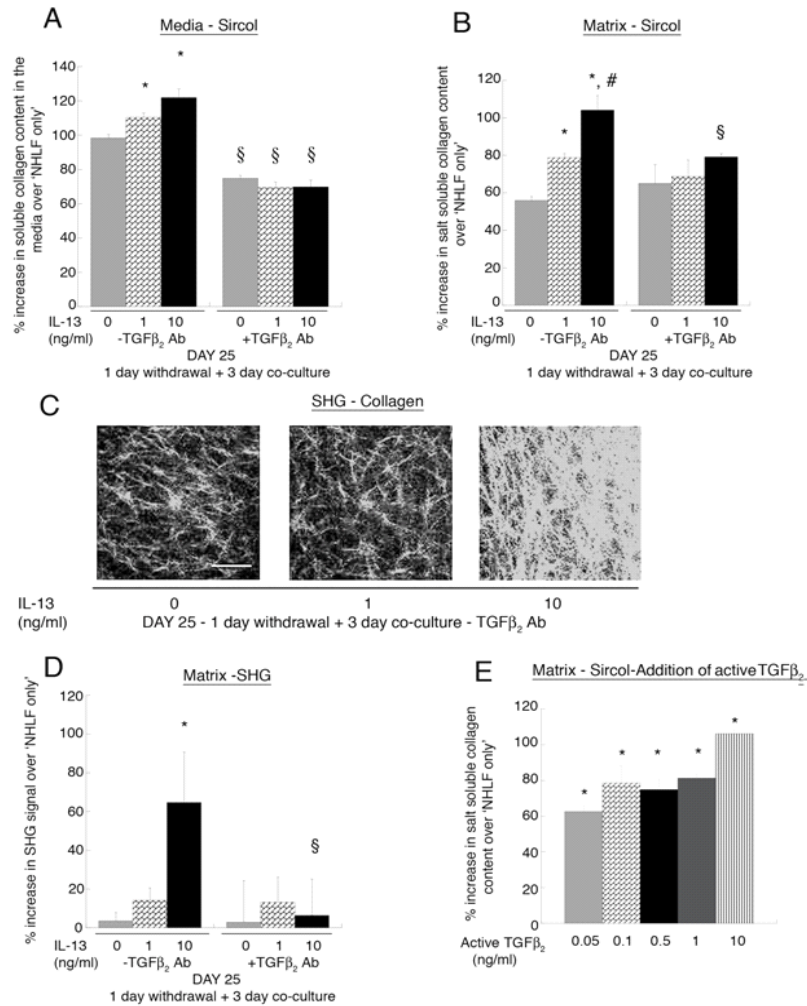 A
Media - Sircol
% increase in soluble collagen content in the
media over 'NHLF only'
140
120
100
80
60
40
20
0
*
*
§
§
§
IL-13
(ng/ml)
0 1 10 0 1 10
-TGFβ₂ Ab +TGFβ₂ Ab
DAY 25
1 day withdrawal + 3 day co-culture
B
Matrix - Sircol
% increase in salt soluble collagen content
over 'NHLF only'
120
100
80
60
40
20
0
*
*, #
§
IL-13
(ng/ml)
0 1 10 0 1 10
-TGFβ₂ Ab +TGFβ₂ Ab
DAY 25
1 day withdrawal + 3 day co-culture
C
SHG - Collagen
IL-13
(ng/ml)
0 1 10
DAY 25 - 1 day withdrawal + 3 day co-culture - TGFβ₂ Ab
D
Matrix -SHG
% increase in SHG signal over 'NHLF only'
120
100
80
60
40
20
0
*
§
IL-13
(ng/ml)
0 1 10 0 1 10
-TGFβ₂ Ab +TGFβ₂ Ab
DAY 25
1 day withdrawal + 3 day co-culture
E
Matrix - Sircol-Addition of active TGFβ₂
% increase in salt soluble collagen
content over 'NHLF only'
120
100
80
60
40
20
0
*
*
*
*
*
Active TGFβ₂
(ng/ml)
0.05 0.1 0.5 1 10